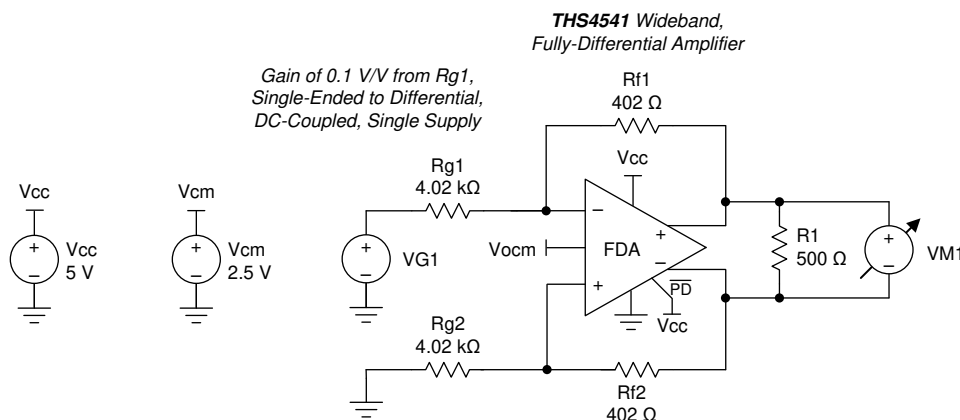 THS4541 Wideband,
Fully-Differential Amplifier
Gain of 0.1 V/V from Rg1,
Single-Ended to Differential,
DC-Coupled, Single Supply
Rf1
402 Ω
Vcc
Rg1
4.02 kΩ
Vcc
Vcm
−
+
Vcc
5 V
+
−
Vcm
2.5 V
+
−
VG1
+
−
Vocm
FDA
+
−
+
−
PD
Vcc
R1
500 Ω
+
−
VM1
Rg2
4.02 kΩ
Rf2
402 Ω